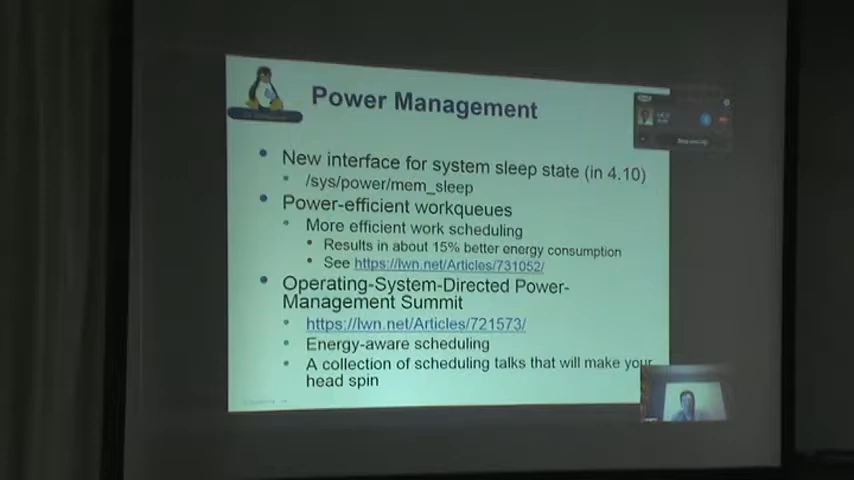 Power Management
New interface for system sleep state (in 4.10)
/sys/power/mem_sleep
Power-efficient workqueues
More efficient work scheduling
Results in about 15% better energy consumption
See https://lwn.net/Articles/731052/
Operating-System-Directed Power-
Management Summit
https://lwn.net/Articles/721573/
Energy-aware scheduling
A collection of scheduling talks that will make your
head spin